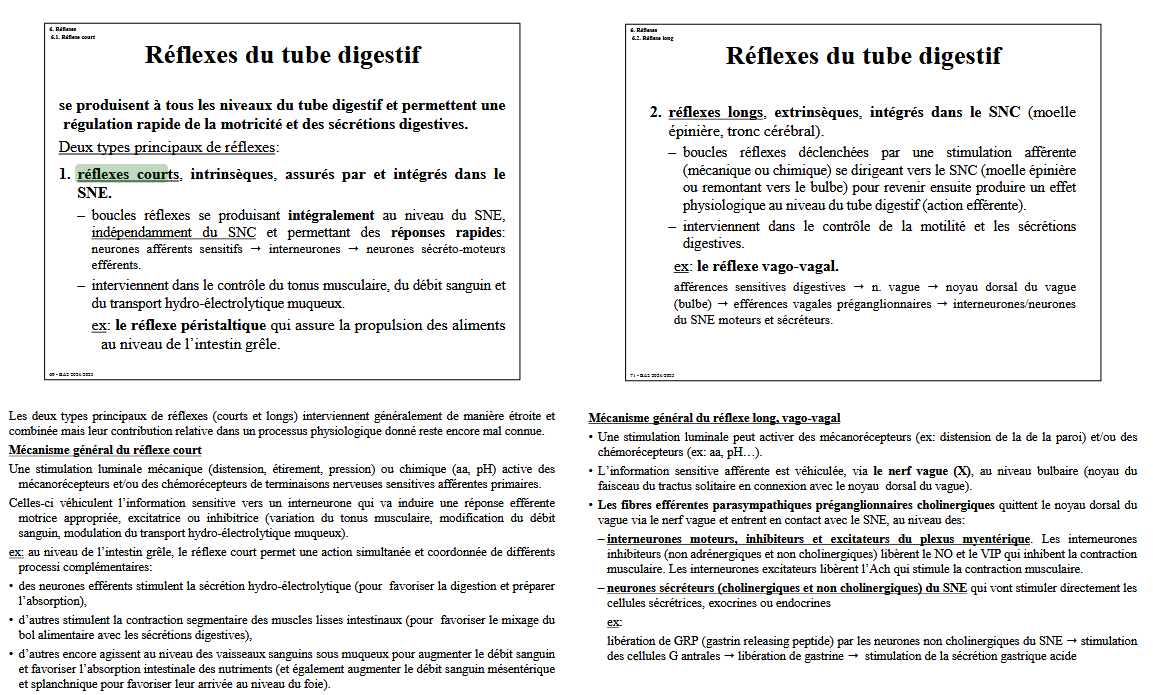 6. Réflexes
6.1. Réflexe court
Réflexes du tube digestif
se produisent à tous les niveaux du tube digestif et permettent une
régulation rapide de la motricité et des sécrétions digestives.
Deux types principaux de réflexes:
1. réflexes courts, intrinsèques, assurés par et intégrés dans le
SNE.
– boucles réflexes se produisant intégralement au niveau du SNE,
indépendamment du SNC et permettant des réponses rapides:
neurones afférents sensitifs → interneurones → neurones sécréto-moteurs
efférents.
– interviennent dans le contrôle du tonus musculaire, du débit sanguin et
du transport hydro-électrolytique muqueux.
ex: le réflexe péristaltique qui assure la propulsion des aliments
au niveau de l'intestin grêle.
Les deux types principaux de réflexes (courts et longs) interviennent généralement de manière étroite et
combinée mais leur contribution relative dans un processus physiologique donné reste encore mal connue.
Mécanisme général du réflexe court
Une stimulation luminale mécanique (distension, étirement, pression) ou chimique (aa, pH) active des
mécanorécepteurs et/ou des chémorécepteurs de terminaisons nerveuses sensitives afférentes primaires.
Celles-ci véhiculent l'information sensitive vers un interneurone qui va induire une réponse efférente
motrice appropriée, excitatrice ou inhibitrice (variation du tonus musculaire, modification du débit
sanguin, modulation du transport hydro-électrolytique muqueux).
ex: au niveau de l'intestin grêle, le réflexe court permet une action simultanée et coordonnée de différents
processi complémentaires:
• des neurones efférents stimulent la sécrétion hydro-électrolytique (pour favoriser la digestion et préparer
l'absorption),
• d'autres stimulent la contraction segmentaire des muscles lisses intestinaux (pour favoriser le mixage du
bol alimentaire avec les sécrétions digestives),
• d'autres encore agissent au niveau des vaisseaux sanguins sous muqueux pour augmenter le débit sanguin
et favoriser l'absorption intestinale des nutriments (et également augmenter le débit sanguin mésentérique
et splanchnique pour favoriser leur arrivée au niveau du foie).
6. Réflexes
6.2. Réflexe long
Réflexes du tube digestif
2. réflexes longs, extrinsèques, intégrés dans le SNC (moelle
épinière, tronc cérébral).
– boucles réflexes déclenchées par une stimulation afférente
(mécanique ou chimique) se dirigeant vers le SNC (moelle épinière
ou remontant vers le bulbe) pour revenir ensuite produire un effet
physiologique au niveau du tube digestif (action efférente).
– interviennent dans le contrôle de la motilité et les sécrétions
digestives.
ex: le réflexe vago-vagal.
afférences sensitives digestives → n. vague → noyau dorsal du vague
(bulbe) → efférences vagales préganglionnaires → interneurones/neurones
du SNE moteurs et sécréteurs.
Mécanisme général du réflexe long, vago-vagal
• Une stimulation luminale peut activer des mécanorécepteurs (ex: distension de la de la paroi) et/ou des
chémorécepteurs (ex: aa, pH…).
• L'information sensitive afférente est véhiculée, via le nerf vague (X), au niveau bulbaire (noyau du
faisceau du tractus solitaire en connexion avec le noyau dorsal du vague).
• Les fibres efférentes parasympathiques préganglionnaires cholinergiques quittent le noyau dorsal du
vague via le nerf vague et entrent en contact avec le SNE, au niveau des:
–interneurones moteurs, inhibiteurs et excitateurs du plexus myentérique. Les interneurones
inhibiteurs (non adrénergiques et non cholinergiques) libèrent le NO et le VIP qui inhibent la contraction
musculaire. Les interneurones excitateurs libèrent l'Ach qui stimule la contraction musculaire.
–neurones sécréteurs (cholinergiques et non cholinergiques) du SNE qui vont stimuler directement les
cellules sécrétrices, exocrines ou endocrines
ex:
libération de GRP (gastrin releasing peptide) par les neurones non cholinergiques du SNE → stimulation
des cellules G antrales → libération de gastrine → stimulation de la sécrétion gastrique acide